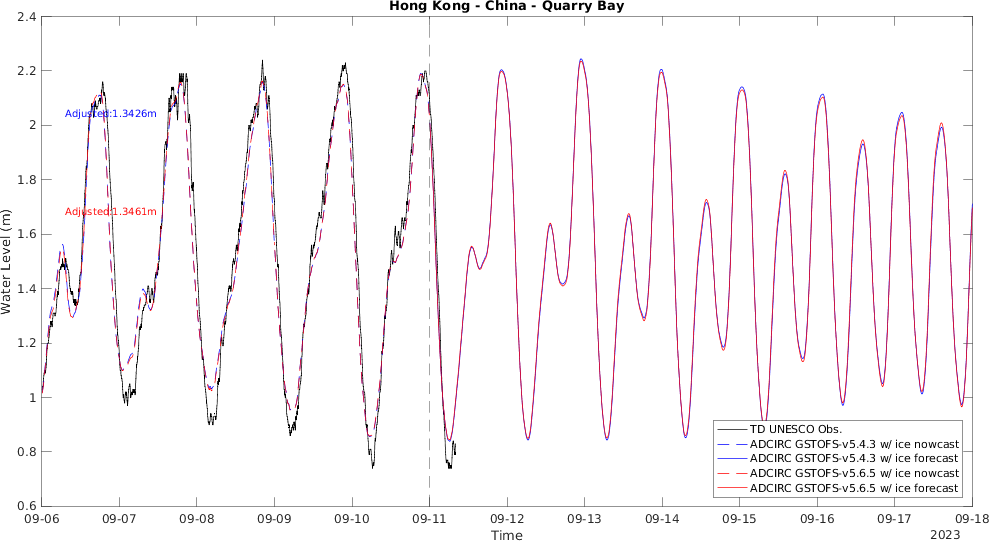 Hong Kong - China - Quarry Bay
2.4
2.2
2
1.8
1.6
1.4
1.2
1
0.8
0.6
Water Level (m)
Adjusted:1.3426m
Adjusted:1.3461m
TD UNESCO Obs.
ADCIRC GSTOFS-v5.4.3 w/ ice nowcast
ADCIRC GSTOFS-v5.4.3 w/ ice forecast
ADCIRC GSTOFS-v5.6.5 w/ ice nowcast
ADCIRC GSTOFS-v5.6.5 w/ ice forecast
09-06 09-07 09-08 09-09 09-10 09-11 09-12 09-13 09-14 09-15 09-16 09-17 09-18
Time
2023